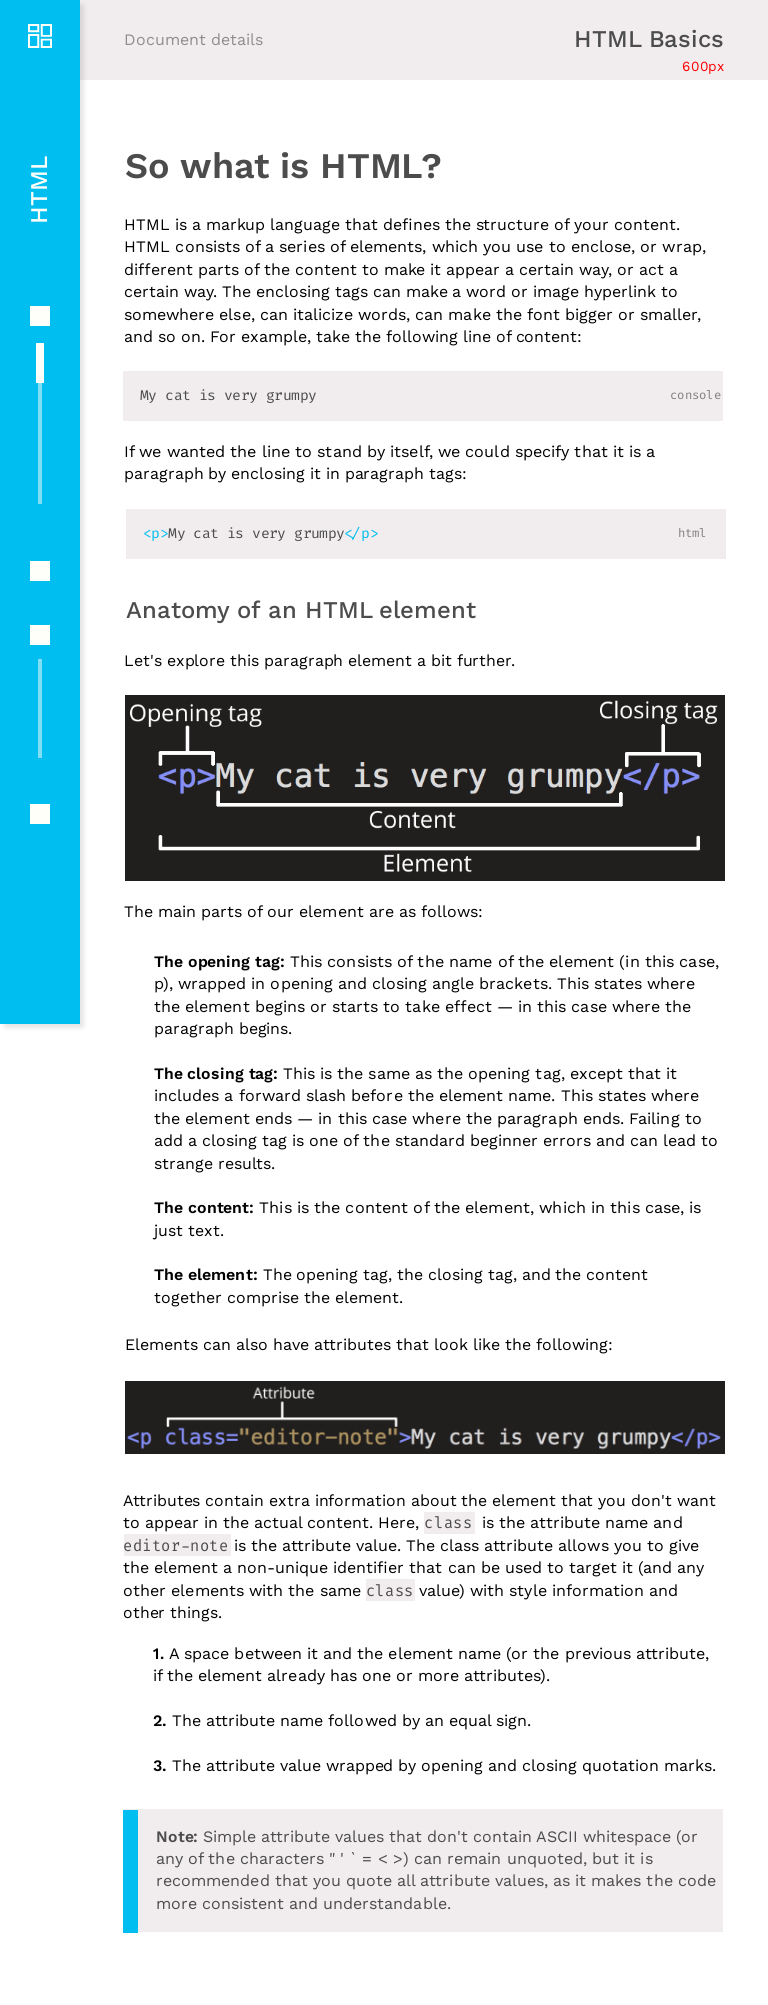 Document details
HTML Basics
600px
HTML
So what is HTML?
HTML is a markup language that defines the structure of your content.
HTML consists of a series of elements, which you use to enclose, or wrap,
different parts of the content to make it appear a certain way, or act a
certain way. The enclosing tags can make a word or image hyperlink to
somewhere else, can italicize words, can make the font bigger or smaller,
and so on. For example, take the following line of content:
My cat is very grumpy
console
If we wanted the line to stand by itself, we could specify that it is a
paragraph by enclosing it in paragraph tags:
<p>My cat is very grumpy</p>
html
Anatomy of an HTML element
Let's explore this paragraph element a bit further.
Opening tag
Closing tag
<p>My cat is very grumpy</p>
Content
Element
The main parts of our element are as follows:
The opening tag: This consists of the name of the element (in this case,
p), wrapped in opening and closing angle brackets. This states where
the element begins or starts to take effect — in this case where the
paragraph begins.
The closing tag: This is the same as the opening tag, except that it
includes a forward slash before the element name. This states where
the element ends — in this case where the paragraph ends. Failing to
add a closing tag is one of the standard beginner errors and can lead to
strange results.
The content: This is the content of the element, which in this case, is
just text.
The element: The opening tag, the closing tag, and the content
together comprise the element.
Elements can also have attributes that look like the following:
Attribute
<p class="editor-note">My cat is very grumpy</p>
Attributes contain extra information about the element that you don't want
to appear in the actual content. Here, class is the attribute name and
editor-note is the attribute value. The class attribute allows you to give
the element a non-unique identifier that can be used to target it (and any
other elements with the same class value) with style information and
other things.
1. A space between it and the element name (or the previous attribute,
if the element already has one or more attributes).
2. The attribute name followed by an equal sign.
3. The attribute value wrapped by opening and closing quotation marks.
Note: Simple attribute values that don't contain ASCII whitespace (or
any of the characters " ' ` = < >) can remain unquoted, but it is
recommended that you quote all attribute values, as it makes the code
more consistent and understandable.